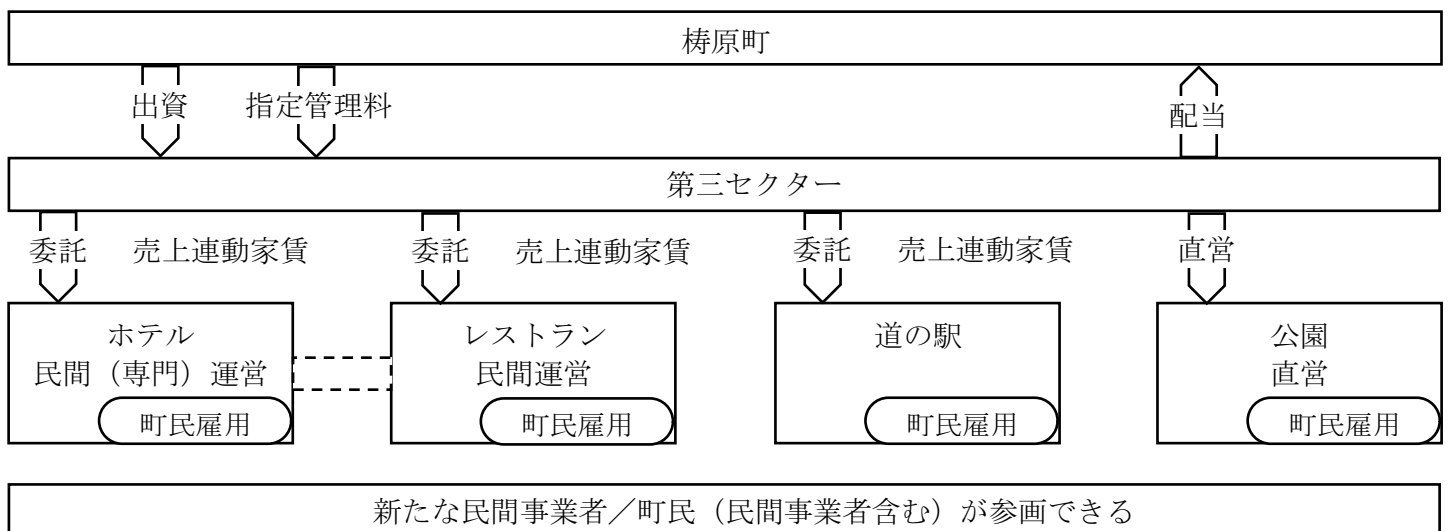 梼原町
出資
指定管理料
配当
第三セクター
委託
売上連動家賃
委託
売上連動家賃
委託
売上連動家賃
直営
ホテル
民間（専門）運営
町民雇用
レストラン
民間運営
町民雇用
道の駅
町民雇用
公園
直営
町民雇用
新たな民間事業者／町民（民間事業者含む）が参画できる